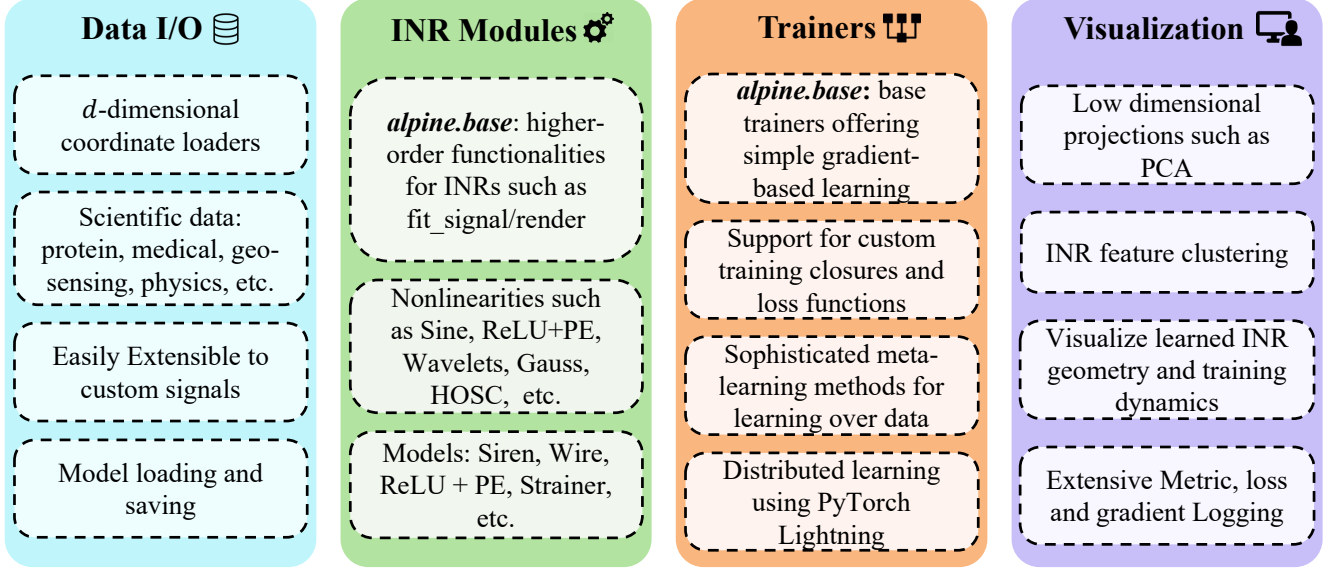 Data I/O
d-dimensional
coordinate loaders
Scientific data:
protein, medical, geo-
sensing, physics, etc.
Easily Extensible to
custom signals
Model loading and
saving
INR Modules
alpine.base: higher-
order functionalities
for INRs such as
fit_signal/render
Nonlinearities such
as Sine, ReLU+PE,
Wavelets, Gauss,
HOSC, etc.
Models: Siren, Wire,
ReLU + PE, Strainer,
etc.
Trainers
alpine.base: base
trainers offering
simple gradient-
based learning
Support for custom
training closures and
loss functions
Sophisticated meta-
learning methods for
learning over data
Distributed learning
using PyTorch
Lightning
Visualization
Low dimensional
projections such as
PCA
INR feature clustering
Visualize learned INR
geometry and training
dynamics
Extensive Metric, loss
and gradient Logging